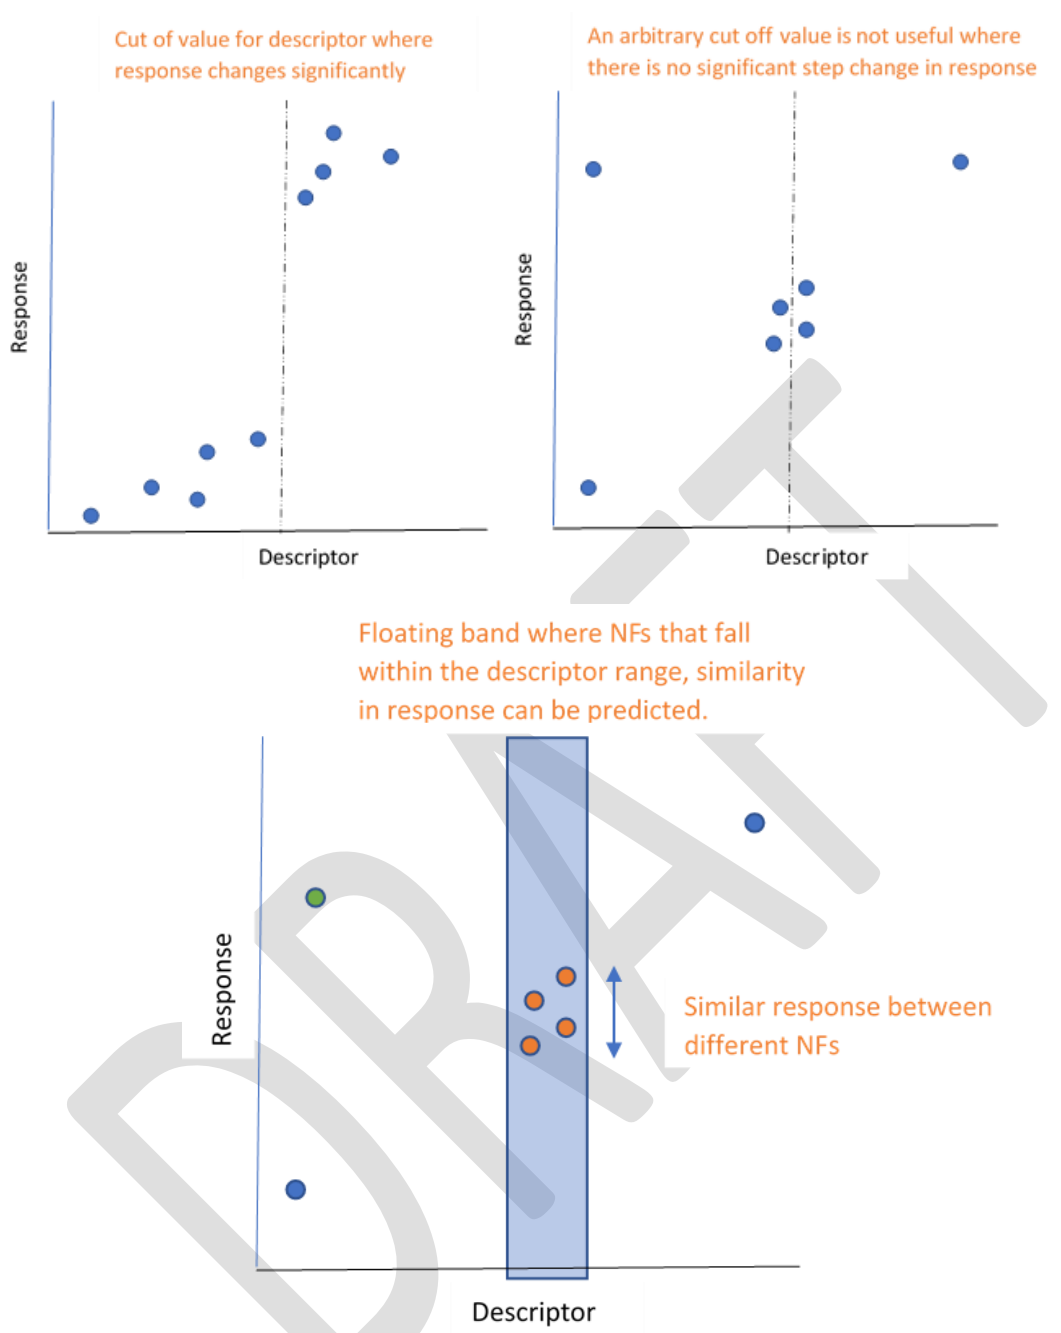 Cut of value for descriptor where
response changes significantly
An arbitrary cut off value is not useful where
there is no significant step change in response
Response
Descriptor
Response
Descriptor
Floating band where NFs that fall
within the descriptor range, similarity
in response can be predicted.
Response
Similar response between
different NFs
Descriptor
DRAFT